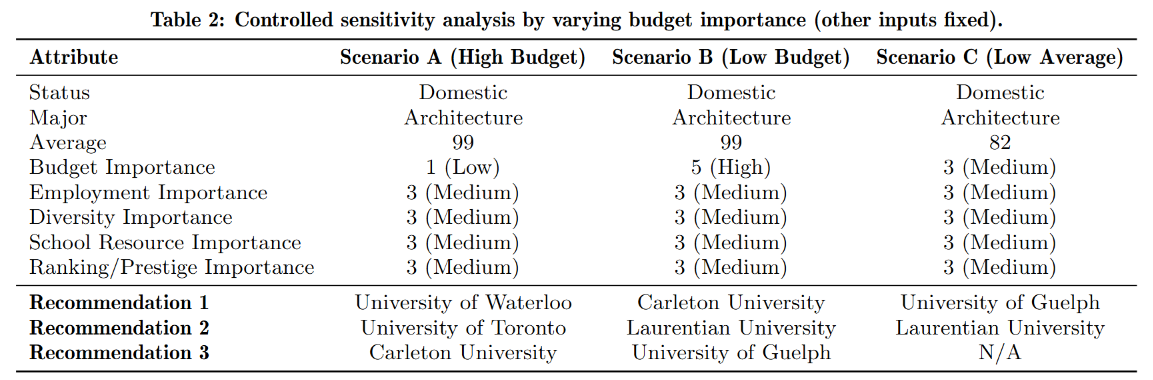 Table 2: Controlled sensitivity analysis by varying budget importance (other inputs fixed).
Attribute Scenario A (High Budget) Scenario B (Low Budget) Scenario C (Low Average)
Status Domestic Domestic Domestic
Major Architecture Architecture Architecture
Average 99 99 82
Budget Importance 1 (Low) 5 (High) 3 (Medium)
Employment Importance 3 (Medium) 3 (Medium) 3 (Medium)
Diversity Importance 3 (Medium) 3 (Medium) 3 (Medium)
School Resource Importance 3 (Medium) 3 (Medium) 3 (Medium)
Ranking/Prestige Importance 3 (Medium) 3 (Medium) 3 (Medium)
Recommendation 1 University of Waterloo Carleton University University of Guelph
Recommendation 2 University of Toronto Laurentian University Laurentian University
Recommendation 3 Carleton University University of Guelph N/A